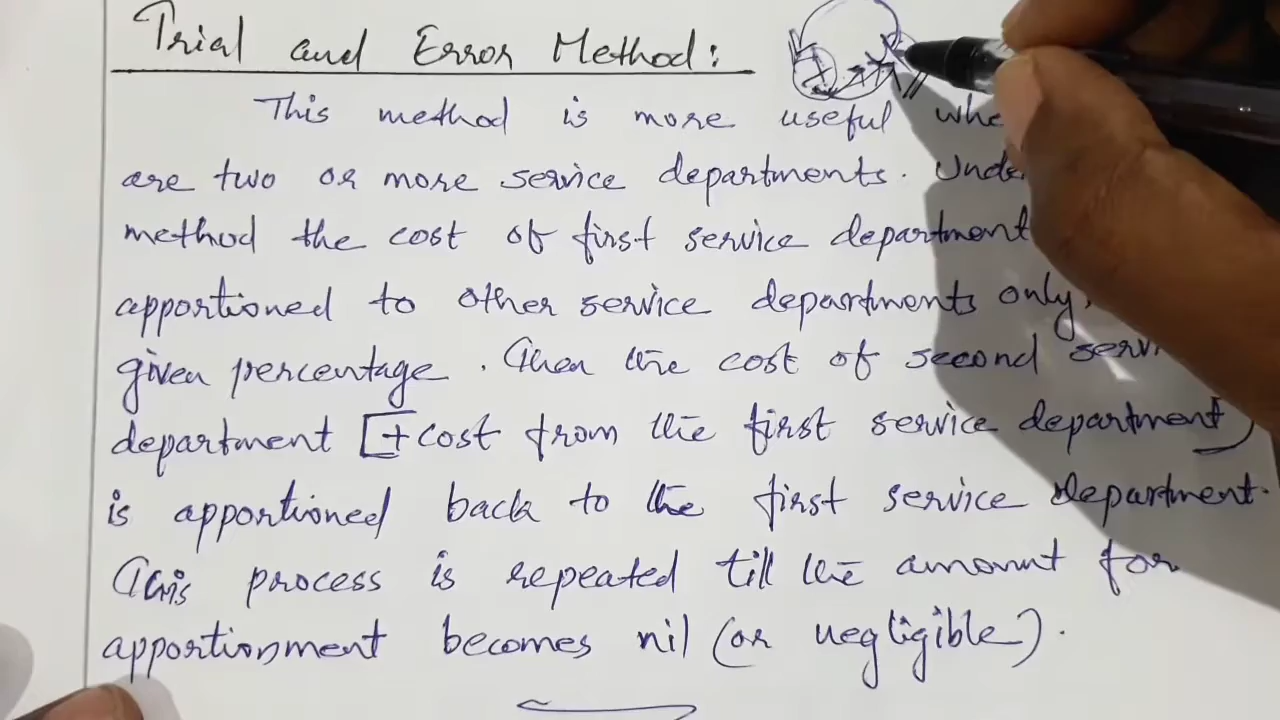 Trial and Error Method:
This method is more useful whe
are two or more service departments. Unde
method the cost of first service department
apportioned to other service departments only,
given percentage. Then the cost of second servi
department [+ cost from the first service department)
is apportioned back to the first service department.
This process is repeated till the amount for
apportionment becomes nil (or negligible).